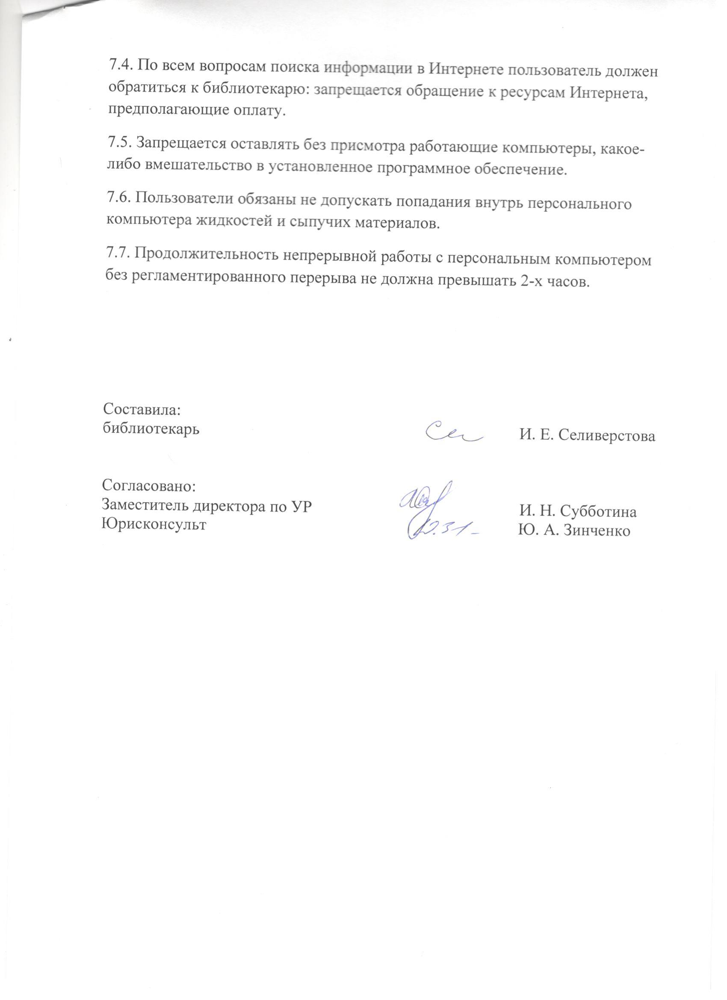 7.4. По всем вопросам поиска информации в Интернете пользователь должен
обратиться к библиотекарю: запрещается обращение к ресурсам Интернета,
предполагающие оплату.
7.5. Запрещается оставлять без присмотра работающие компьютеры, какое-
либо вмешательство в установленное программное обеспечение.
7.6. Пользователи обязаны не допускать попадания внутрь персонального
компьютера жидкостей и сыпучих материалов.
7.7. Продолжительность непрерывной работы с персональным компьютером
без регламентированного перерыва не должна превышать 2-х часов.
Составила:
библиотекарь И. Е. Селиверстова
Согласовано:
Заместитель директора по УР И. Н. Субботина
Юрисконсульт Ю. А. Зинченко